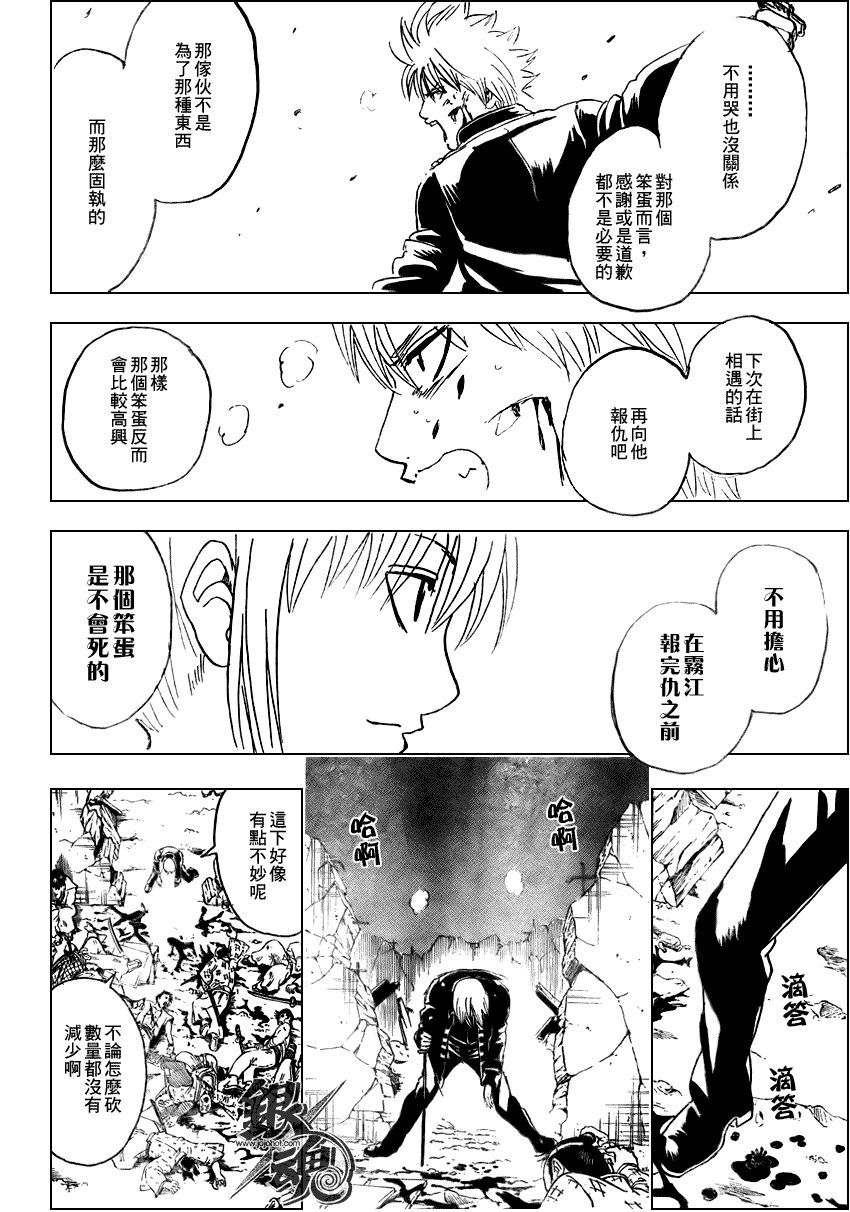 ………
不用哭也沒關係
對那個
笨蛋而言，
感謝或是道歉
都不是必要的
那傢伙不是
為了那種東西
而那麼固執的
下次在街上
相遇的話
再向他
報仇吧
那樣
那個笨蛋反而
會比較高興
不用擔心
在霧江
報完仇之前
那個笨蛋
是不會死的
滴答
滴答
哈啊
哈啊
這下好像
有點不妙呢
不論怎麼砍
數量都沒有
減少啊
銀魂
www.jojohot.com